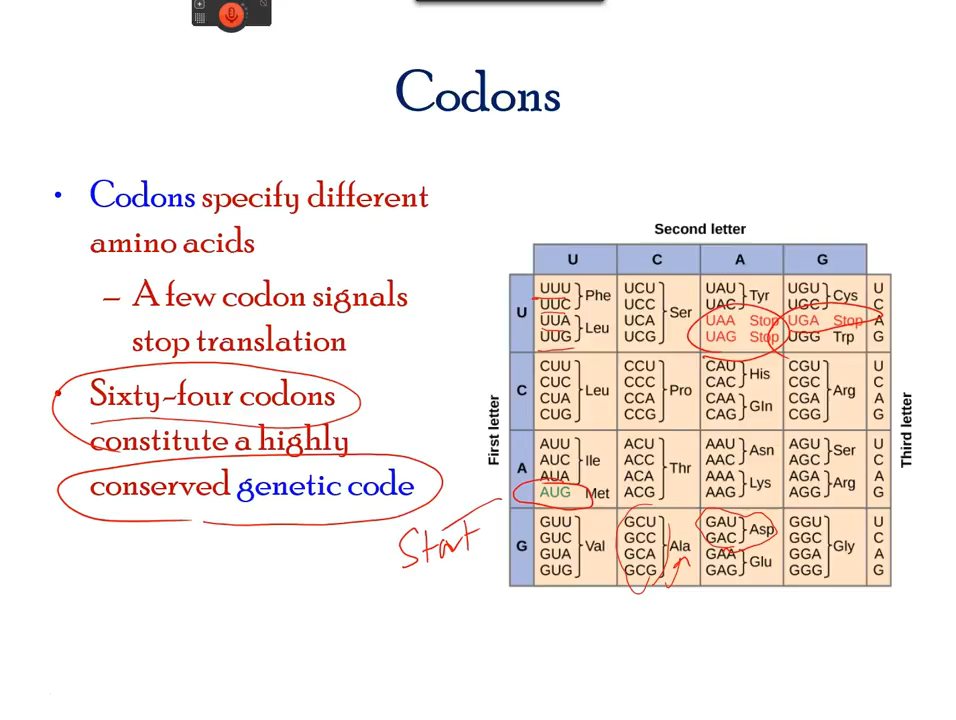 Codons
• Codons specify different
amino acids
– A few codon signals
stop translation
• Sixty-four codons
constitute a highly
conserved genetic code
Start
Second letter
U C A G
First letter
Third letter
U
UUU UUC Phe
UUA UUG Leu
UCU UCC UCA UCG Ser
UAU UAC Tyr
UAA Stop
UAG Stop
UGU UGC Cys
UGA Stop
UGG Trp
U C A G
C
CUU CUC CUA CUG Leu
CCU CCC CCA CCG Pro
CAU CAC His
CAA CAG Gln
CGU CGC CGA CGG Arg
U C A G
A
AUU AUC AUA Ile
AUG Met
ACU ACC ACA ACG Thr
AAU AAC Asn
AAA AAG Lys
AGU AGC Ser
AGA AGG Arg
U C A G
G
GUU GUC GUA GUG Val
GCU GCC GCA GCG Ala
GAU GAC Asp
GAA GAG Glu
GGU GGC GGA GGG Gly
U C A G